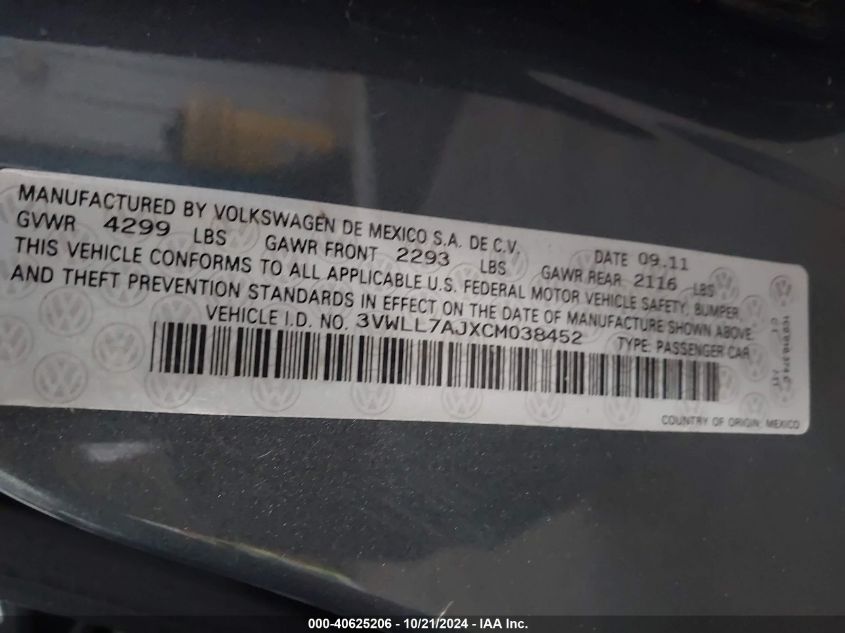 MANUFACTURED BY VOLKSWAGEN DE MEXICO S.A. DE C.V.
GVWR 4299 LBS GAWR FRONT 2293 LBS GAWR REAR 2116 LBS DATE 09.11
THIS VEHICLE CONFORMS TO ALL APPLICABLE U.S. FEDERAL MOTOR VEHICLE SAFETY, BUMPER,
AND THEFT PREVENTION STANDARDS IN EFFECT ON THE DATE OF MANUFACTURE SHOWN ABOVE.
VEHICLE I.D. NO. 3VWLL7AJXCM038452 TYPE: PASSENGER CAR
COUNTRY OF ORIGIN: MEXICO
000-40625206 - 10/21/2024 - IAA Inc.